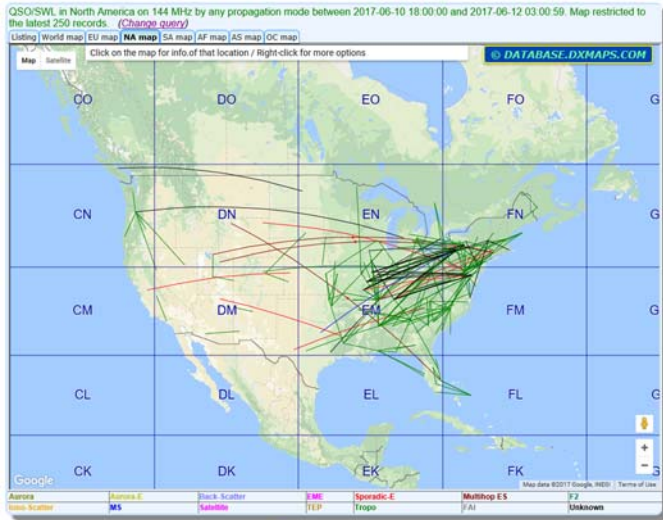 QSO/SWL in North America on 144 MHz by any propagation mode between 2017-06-10 18:00:00 and 2017-06-12 03:00:59. Map restricted to
the latest 250 records. (Change query)
Listing World map EU map NA map SA map AF map AS map OC map
Map Satellite Click on the map for info.of that location / Right-click for more options © DATABASE.DXMAPS.COM
CO DO EO FO G
CN DN EN FN G
CM DM EM FM G
CL DL EL FL G
CK DK EK FK G
+
−
Google Map data ©2017 Google, INEGI Terms of Use
Aurora Aurora-E Back-Scatter EME Sporadic-E Multihop ES F2
Iono-Scatter MS Satellite TEP Tropo FAI Unknown